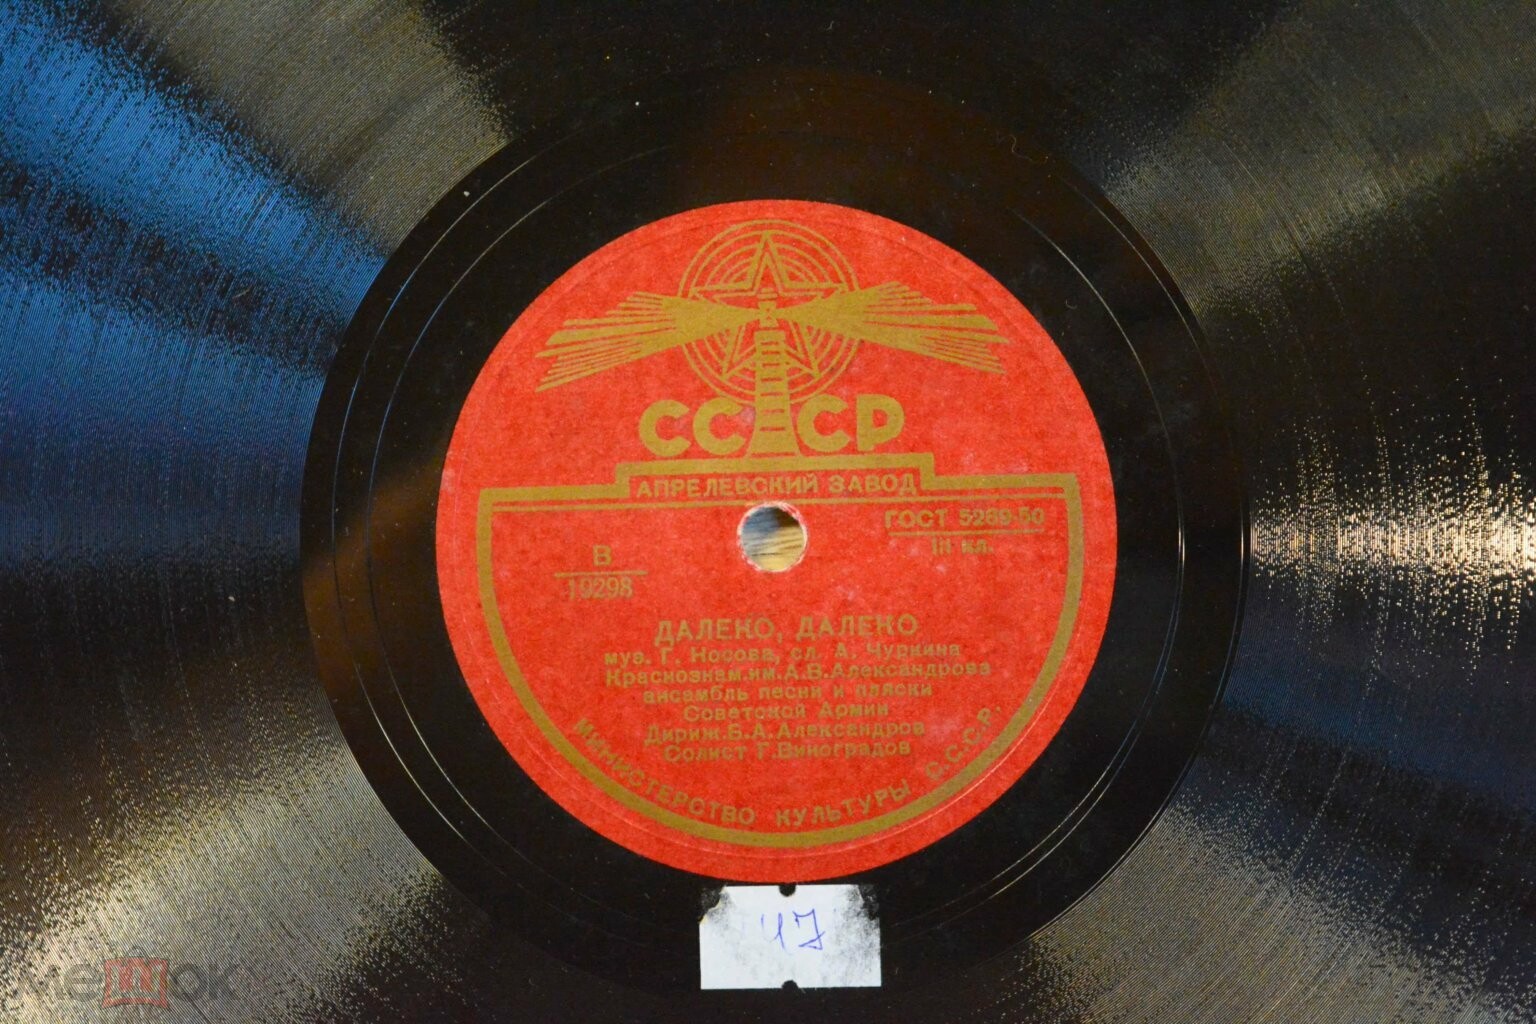 СССР
АПРЕЛЕВСКИЙ ЗАВОД
ГОСТ 5289-50
III кл.
В
19298
ДАЛЕКО, ДАЛЕКО
муз. Г. Носова, сл. А. Чуркина
Краснознам.им.А.В.Александрова
ансамбль песни и пляски
Советской Армии
Дириж.Б.А.Александров
Солист Г.Виноградов
МИНИСТЕРСТВО КУЛЬТУРЫ С.С.С.Р.
47
мешок